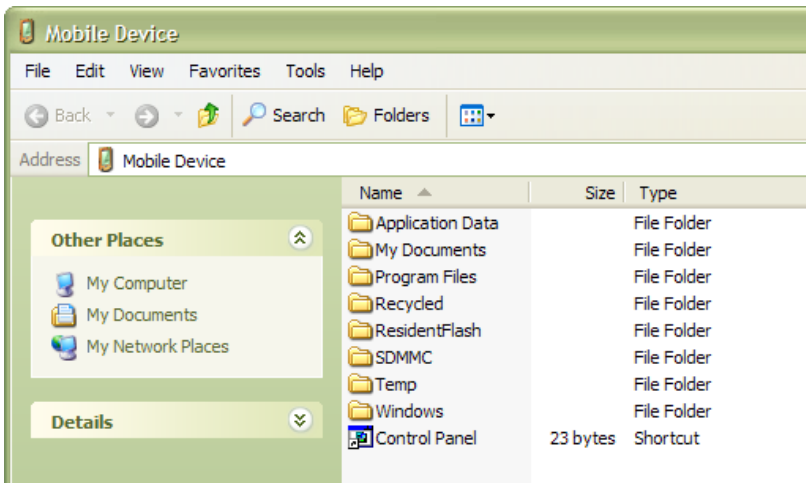 Mobile Device
File Edit View Favorites Tools Help
Back Search Folders
Address Mobile Device
Name Size Type
Other Places
My Computer
My Documents
My Network Places
Details
Application Data File Folder
My Documents File Folder
Program Files File Folder
Recycled File Folder
ResidentFlash File Folder
SDMMC File Folder
Temp File Folder
Windows File Folder
Control Panel 23 bytes Shortcut